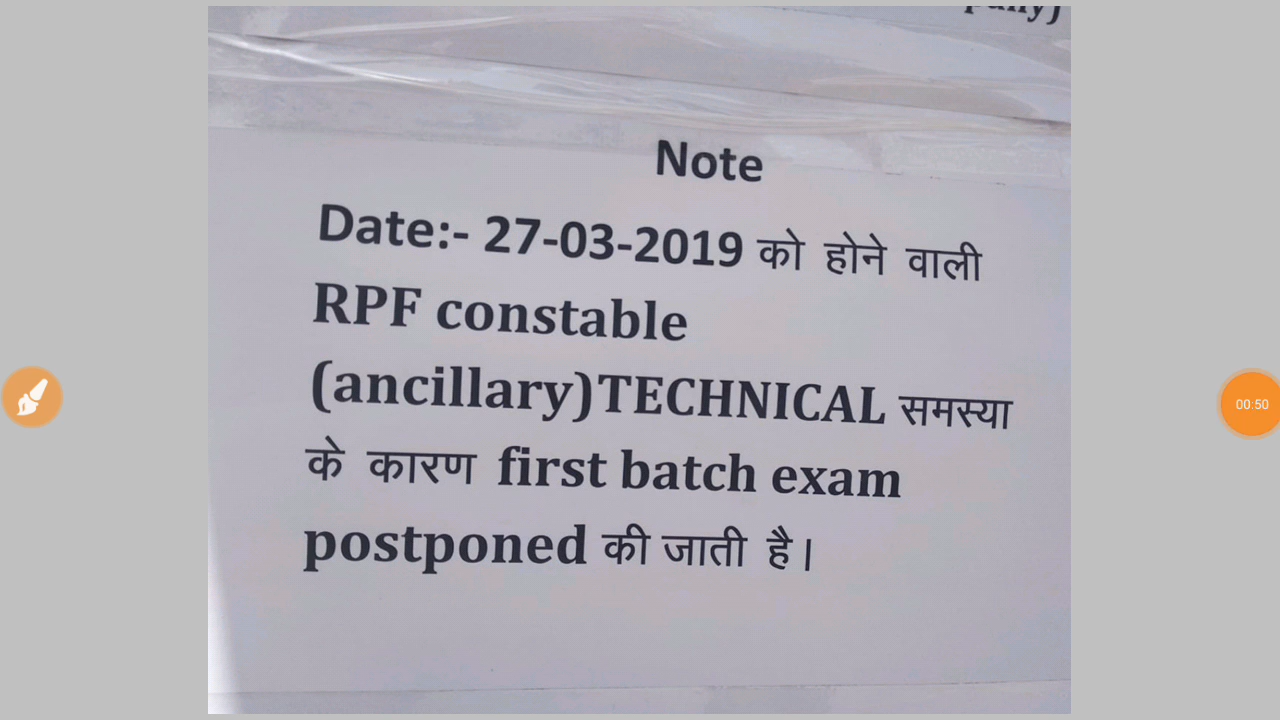 Note
Date:- 27-03-2019 को होने वाली
RPF constable
(ancillary)TECHNICAL समस्या
के कारण first batch exam
postponed की जाती है।
00:50